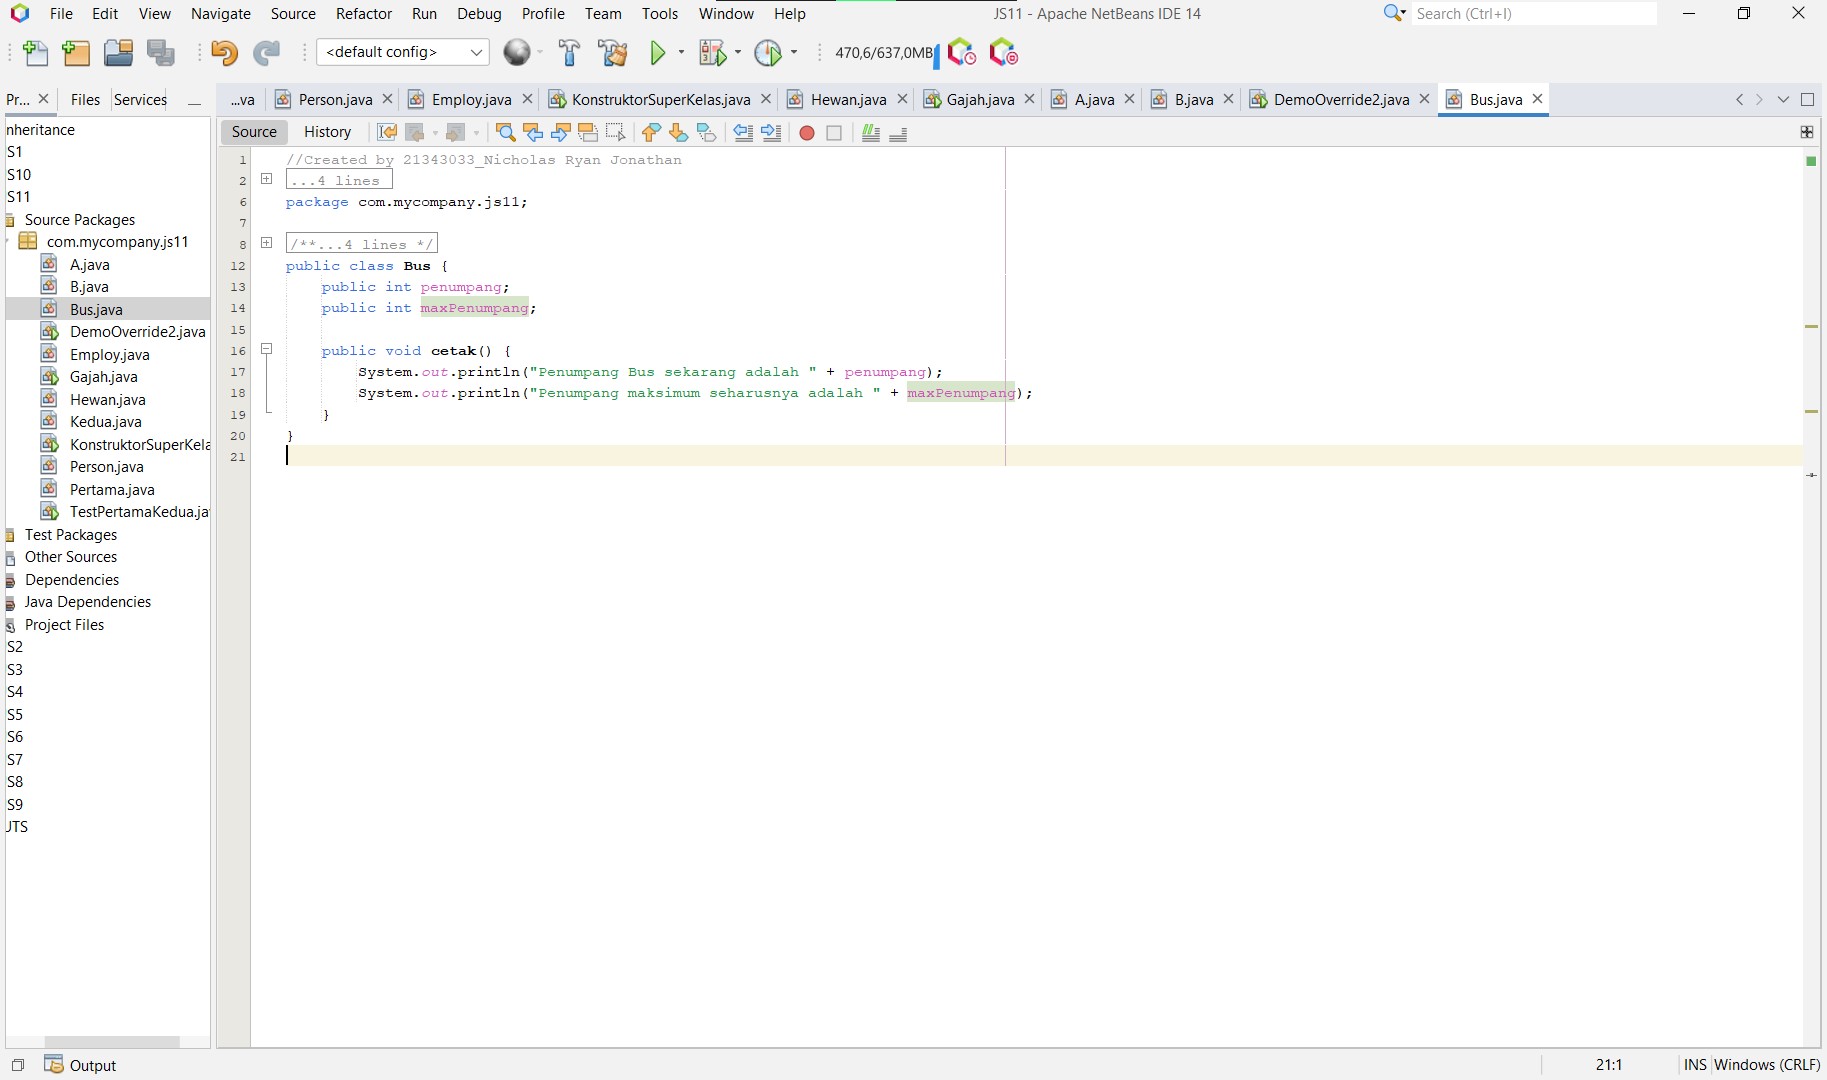 File Edit View Navigate Source Refactor Run Debug Profile Team Tools Window Help JS11 - Apache NetBeans IDE 14 Search (Ctrl+I)
<default config> 470,6/637,0MB
Pr... Files Services
...va Person.java Employ.java KonstruktorSuperKelas.java Hewan.java Gajah.java A.java B.java DemoOverride2.java Bus.java
Source History
nheritance
S1
S10
S11
Source Packages
com.mycompany.js11
A.java
B.java
Bus.java
DemoOverride2.java
Employ.java
Gajah.java
Hewan.java
Kedua.java
KonstruktorSuperKela
Person.java
Pertama.java
TestPertamaKedua.ja
Test Packages
Other Sources
Dependencies
Java Dependencies
Project Files
S2
S3
S4
S5
S6
S7
S8
S9
UTS
1 //Created by 21343033_Nicholas Ryan Jonathan
2 ...4 lines
6 package com.mycompany.js11;
7
8 /**...4 lines */
12 public class Bus {
13 public int penumpang;
14 public int maxPenumpang;
15
16 public void cetak() {
17 System.out.println("Penumpang Bus sekarang adalah " + penumpang);
18 System.out.println("Penumpang maksimum seharusnya adalah " + maxPenumpang);
19 }
20 }
21
Output 21:1 INS Windows (CRLF)